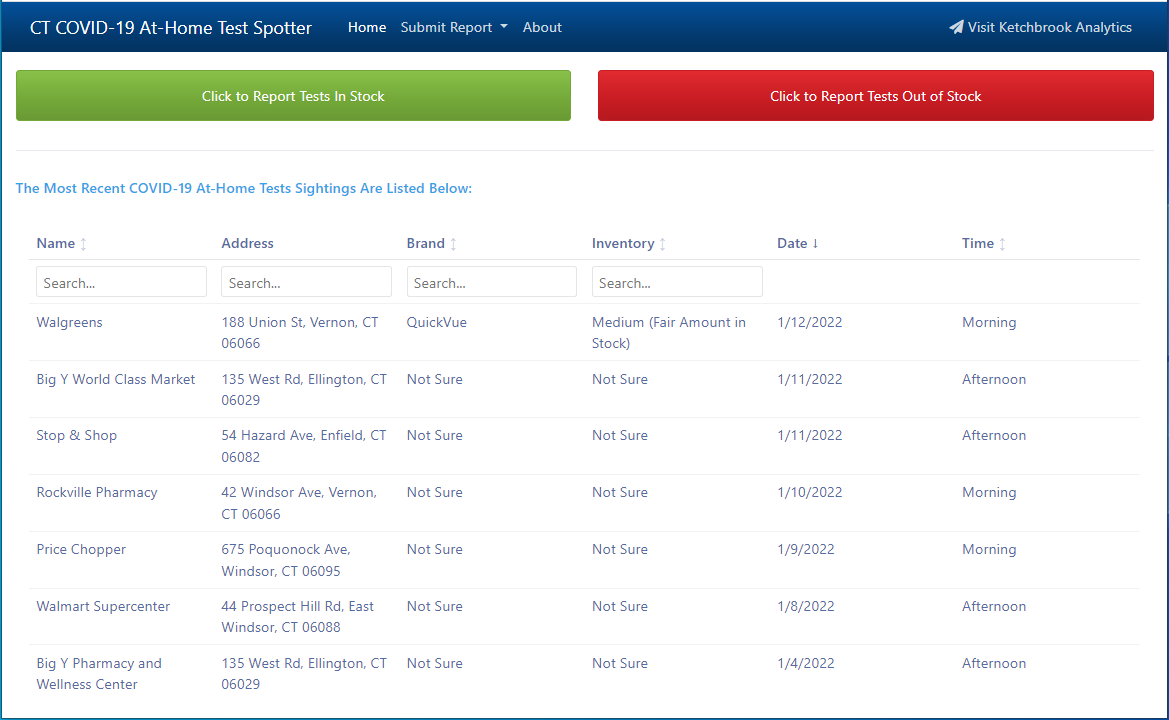 CT COVID-19 At-Home Test Spotter Home Submit Report About Visit Ketchbrook Analytics
Click to Report Tests In Stock Click to Report Tests Out of Stock
The Most Recent COVID-19 At-Home Tests Sightings Are Listed Below:
Name Address Brand Inventory Date ↓ Time
Search... Search... Search... Search...
Walgreens 188 Union St, Vernon, CT QuickVue Medium (Fair Amount in 1/12/2022 Morning
06066 Stock)
Big Y World Class Market 135 West Rd, Ellington, CT Not Sure Not Sure 1/11/2022 Afternoon
06029
Stop & Shop 54 Hazard Ave, Enfield, CT Not Sure Not Sure 1/11/2022 Afternoon
06082
Rockville Pharmacy 42 Windsor Ave, Vernon, Not Sure Not Sure 1/10/2022 Morning
CT 06066
Price Chopper 675 Poquonock Ave, Not Sure Not Sure 1/9/2022 Morning
Windsor, CT 06095
Walmart Supercenter 44 Prospect Hill Rd, East Not Sure Not Sure 1/8/2022 Afternoon
Windsor, CT 06088
Big Y Pharmacy and 135 West Rd, Ellington, CT Not Sure Not Sure 1/4/2022 Afternoon
Wellness Center 06029